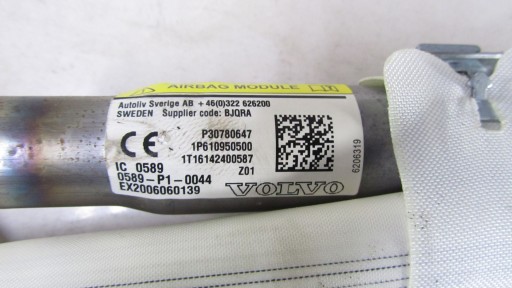 AIRBAG MODULE
Autoliv Sverige AB +46(0)322 626200
SWEDEN Supplier code: BJQRA
CE
P30780647
1P610950500
1T16142400587
Z01
IC 0589
0589-P1-0044
EX2006060139
VOLVO
6206319